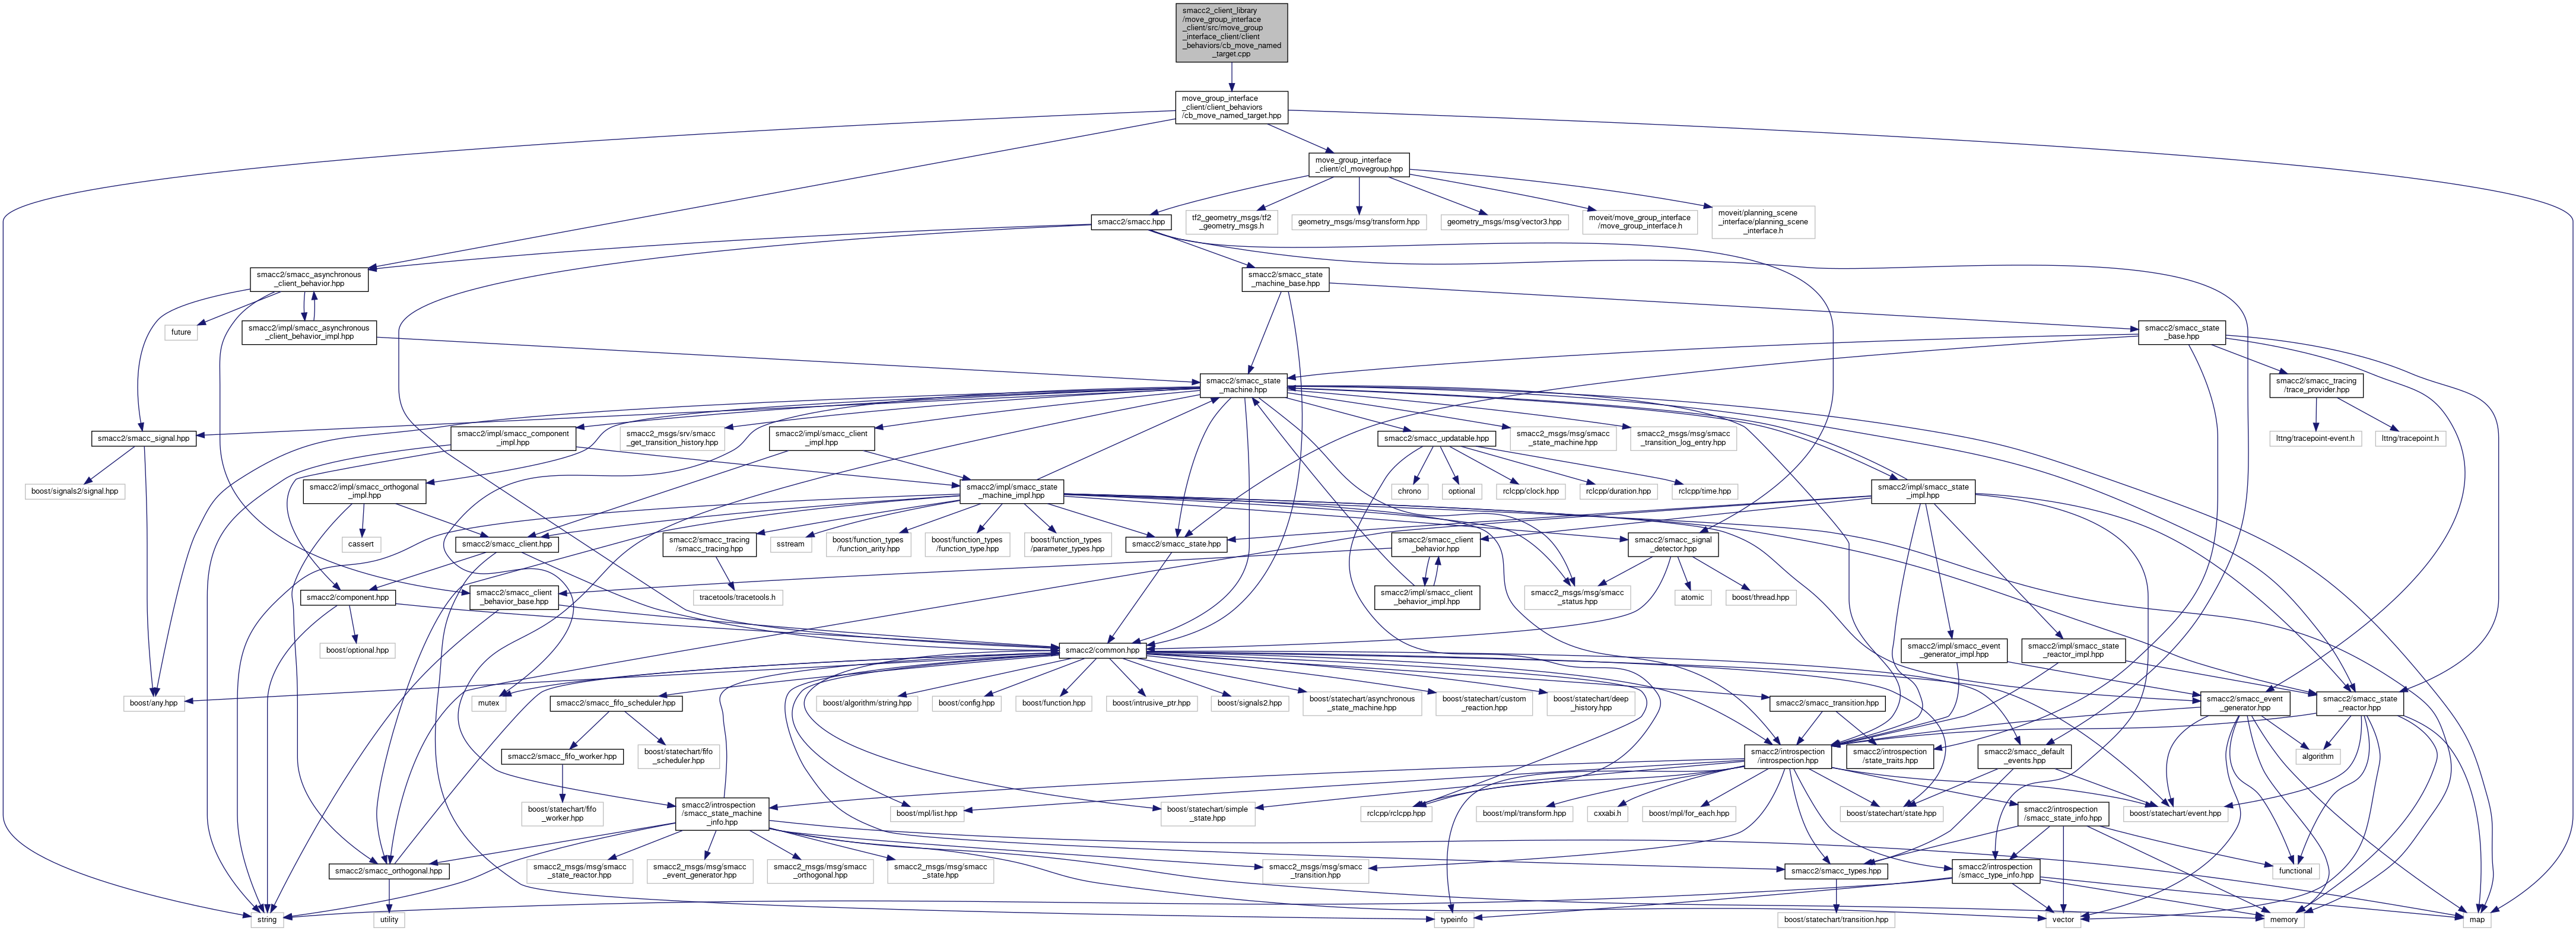 smacc2_client_library
/move_group_interface
_client/src/move_group
_interface_client/client
_behaviors/cb_move_named
_target.cpp
move_group_interface
_client/client_behaviors
/cb_move_named_target.hpp
move_group_interface
_client/cl_movegroup.hpp
smacc2/smacc.hpp
tf2_geometry_msgs/tf2
_geometry_msgs.h
geometry_msgs/msg/transform.hpp
geometry_msgs/msg/vector3.hpp
moveit/move_group_interface
/move_group_interface.h
moveit/planning_scene
_interface/planning_scene
_interface.h
smacc2/smacc_asynchronous
_client_behavior.hpp
smacc2/smacc_state
_machine_base.hpp
future
smacc2/impl/smacc_asynchronous
_client_behavior_impl.hpp
smacc2/smacc_state
_base.hpp
smacc2/smacc_state
_machine.hpp
smacc2/smacc_tracing
/trace_provider.hpp
smacc2/smacc_signal.hpp
smacc2/impl/smacc_component
_impl.hpp
smacc2_msgs/srv/smacc
_get_transition_history.hpp
smacc2/impl/smacc_client
_impl.hpp
smacc2/smacc_updatable.hpp
smacc2_msgs/msg/smacc
_state_machine.hpp
smacc2_msgs/msg/smacc
_transition_log_entry.hpp
lttng/tracepoint-event.h
lttng/tracepoint.h
boost/signals2/signal.hpp
smacc2/impl/smacc_orthogonal
_impl.hpp
smacc2/impl/smacc_state
_machine_impl.hpp
chrono
optional
rclcpp/clock.hpp
rclcpp/duration.hpp
rclcpp/time.hpp
smacc2/impl/smacc_state
_impl.hpp
cassert
smacc2/smacc_client.hpp
smacc2/smacc_tracing
/smacc_tracing.hpp
sstream
boost/function_types
/function_arity.hpp
boost/function_types
/function_type.hpp
boost/function_types
/parameter_types.hpp
smacc2/smacc_state.hpp
smacc2/smacc_client
_behavior.hpp
smacc2/smacc_signal
_detector.hpp
smacc2/component.hpp
smacc2/smacc_client
_behavior_base.hpp
tracetools/tracetools.h
smacc2/impl/smacc_client
_behavior_impl.hpp
smacc2_msgs/msg/smacc
_status.hpp
atomic
boost/thread.hpp
boost/optional.hpp
smacc2/common.hpp
smacc2/impl/smacc_event
_generator_impl.hpp
smacc2/impl/smacc_state
_reactor_impl.hpp
boost/any.hpp
mutex
smacc2/smacc_fifo_scheduler.hpp
boost/algorithm/string.hpp
boost/config.hpp
boost/function.hpp
boost/intrusive_ptr.hpp
boost/signals2.hpp
boost/statechart/asynchronous
_state_machine.hpp
boost/statechart/custom
_reaction.hpp
boost/statechart/deep
_history.hpp
smacc2/smacc_transition.hpp
smacc2/smacc_event
_generator.hpp
smacc2/smacc_state
_reactor.hpp
smacc2/smacc_fifo_worker.hpp
boost/statechart/fifo
_scheduler.hpp
smacc2/introspection
/introspection.hpp
smacc2/introspection
/state_traits.hpp
smacc2/smacc_default
_events.hpp
algorithm
boost/statechart/fifo
_worker.hpp
smacc2/introspection
/smacc_state_machine
_info.hpp
boost/mpl/list.hpp
boost/statechart/simple
_state.hpp
rclcpp/rclcpp.hpp
boost/mpl/transform.hpp
cxxabi.h
boost/mpl/for_each.hpp
boost/statechart/state.hpp
smacc2/introspection
/smacc_state_info.hpp
boost/statechart/event.hpp
smacc2/smacc_orthogonal.hpp
smacc2_msgs/msg/smacc
_state_reactor.hpp
smacc2_msgs/msg/smacc
_event_generator.hpp
smacc2_msgs/msg/smacc
_orthogonal.hpp
smacc2_msgs/msg/smacc
_state.hpp
smacc2_msgs/msg/smacc
_transition.hpp
smacc2/smacc_types.hpp
smacc2/introspection
/smacc_type_info.hpp
functional
string
utility
typeinfo
boost/statechart/transition.hpp
vector
memory
map